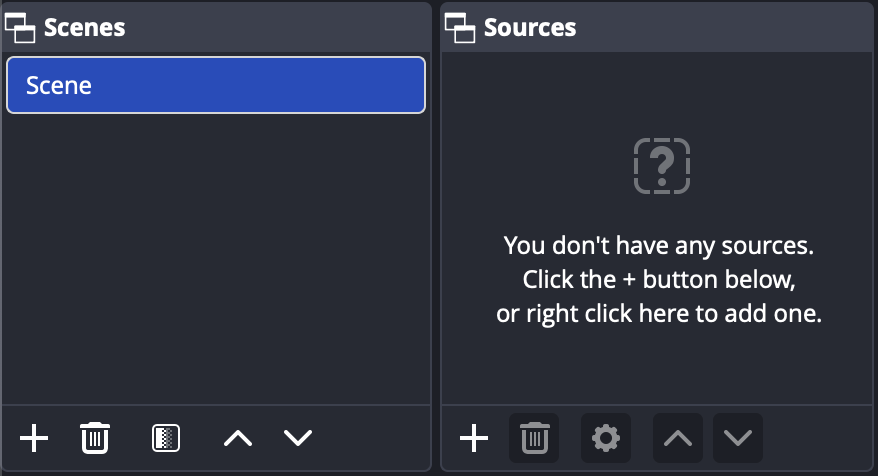 Scenes
Scene
Sources
You don't have any sources.
Click the + button below,
or right click here to add one.